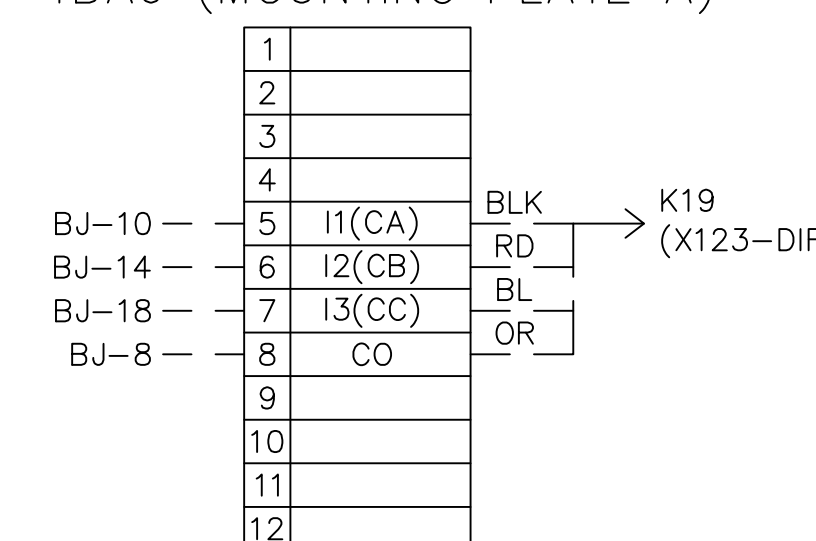 (MOUNTING PLATE A)
1
2
3
4
BJ-10 5 I1(CA) BLK K19
(X123-DIF
BJ-14 6 I2(CB) RD
BJ-18 7 I3(CC) BL
BJ-8 8 CO OR
9
10
11
12